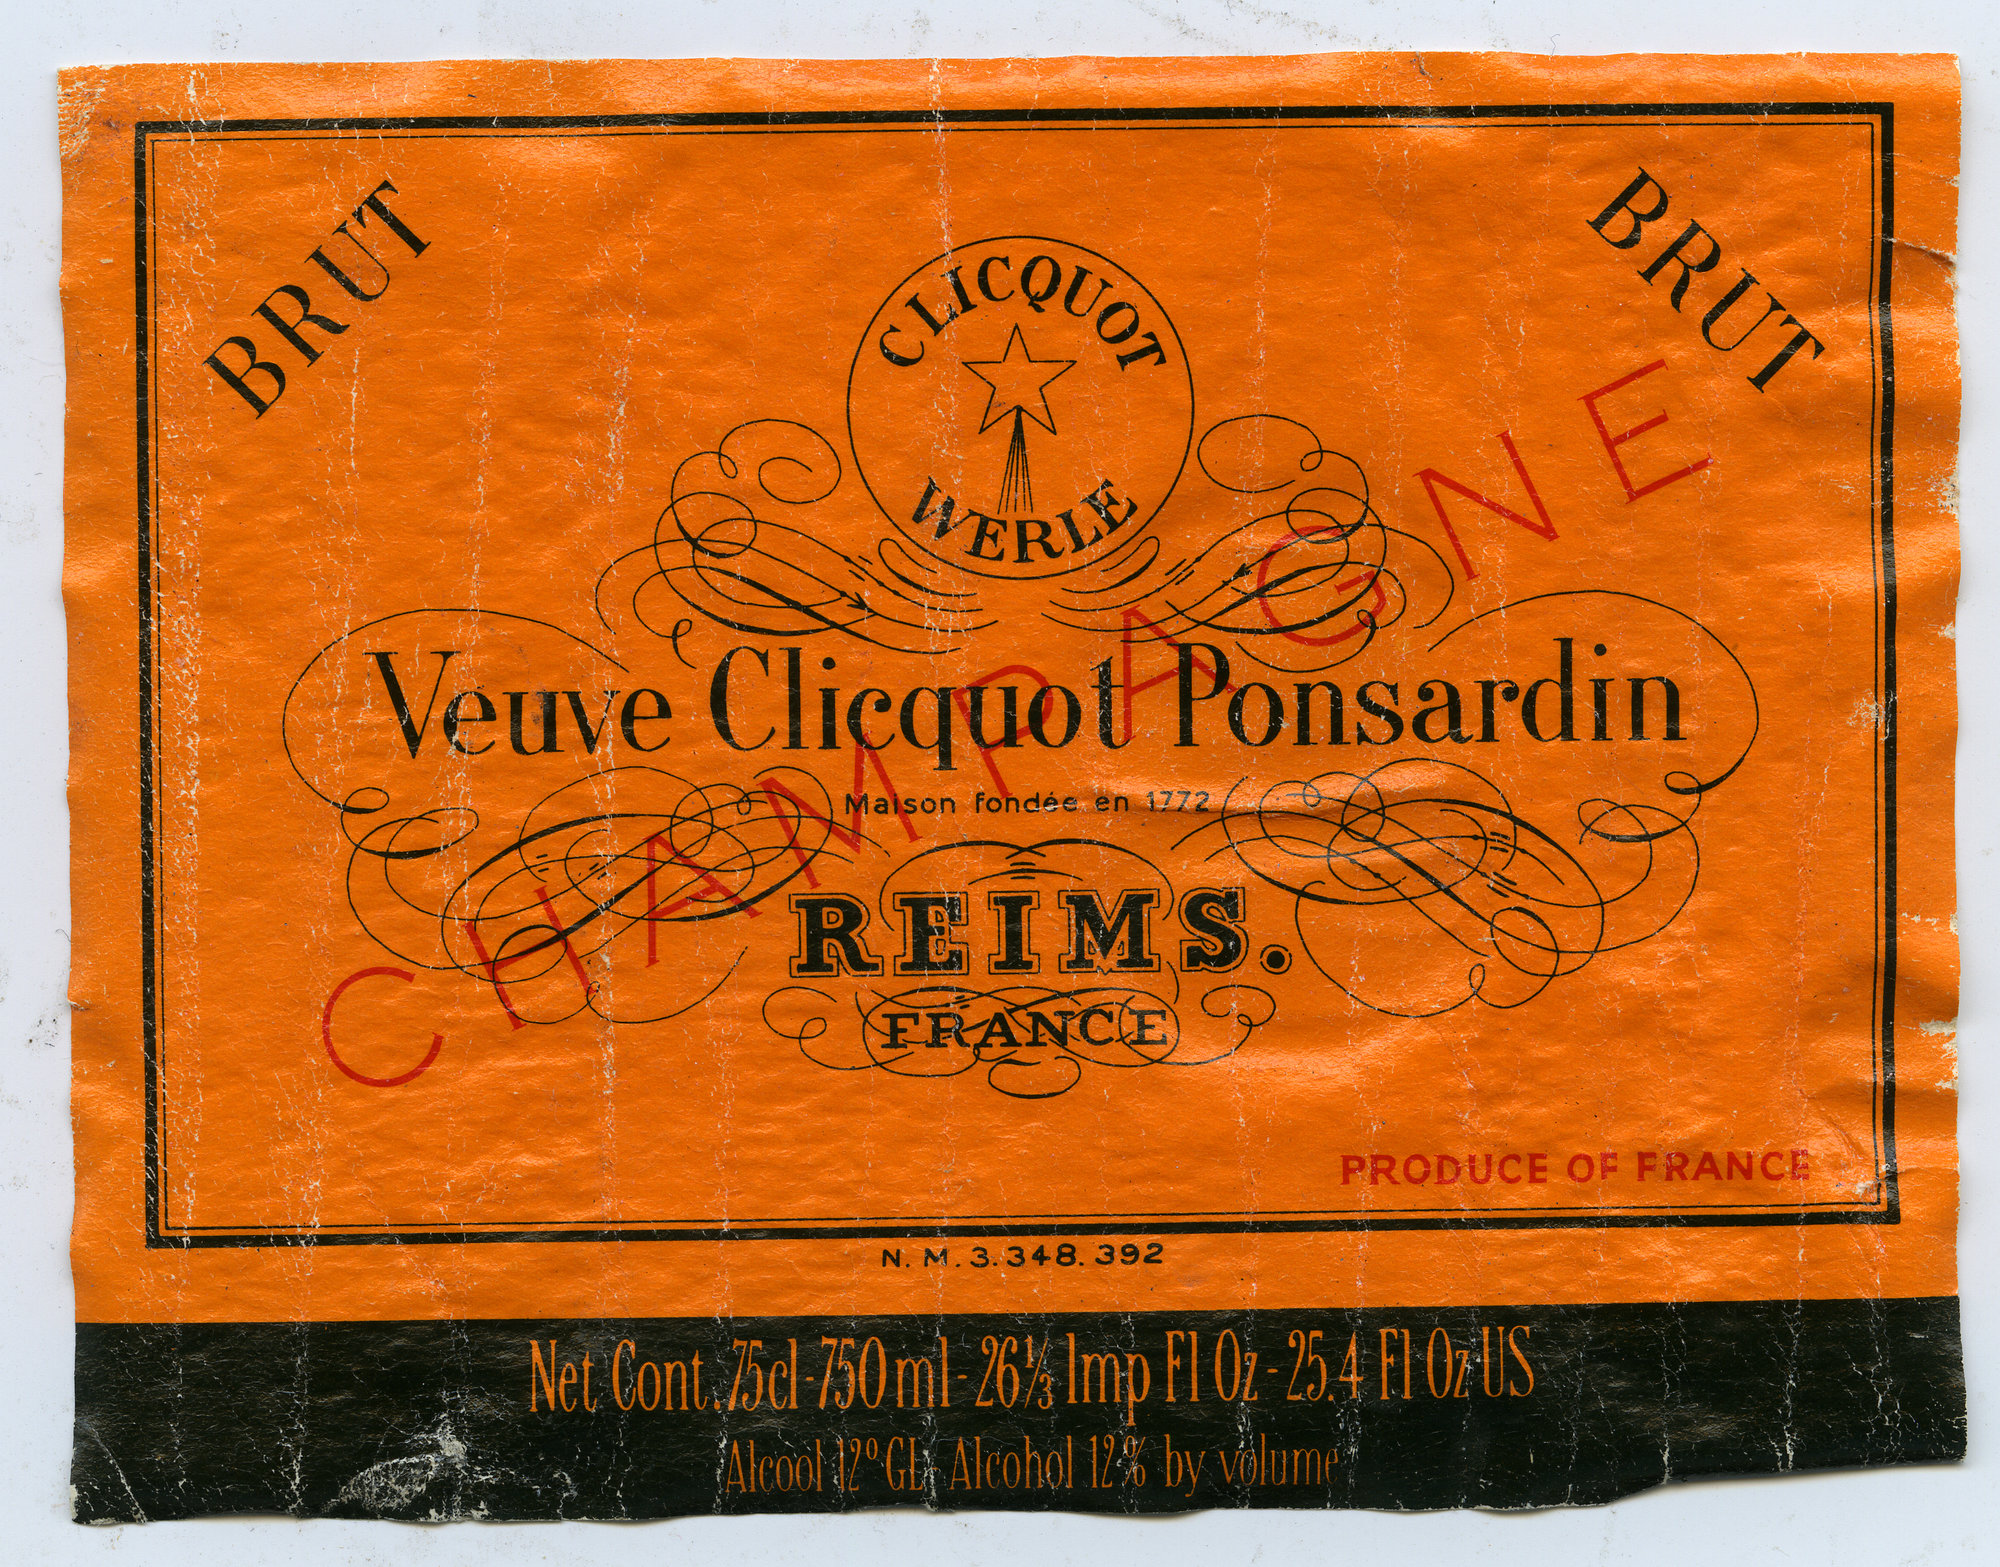 BRUT
BRUT
CLICQUOT
WERLE
CHAMPAGNE
Veuve Clicquot Ponsardin
Maison fondée en 1772
REIMS.
FRANCE
PRODUCE OF FRANCE
N. M. 3. 348. 392
Net Cont. 75cl - 750 ml - 26⅓ Imp Fl Oz - 25.4 Fl Oz US
Alcool 12° GL - Alcohol 12% by volume